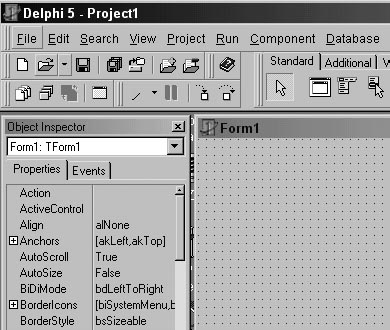 Delphi 5 - Project1
File Edit Search View Project Run Component Database
Standard Additional
Object Inspector
Form1: TForm1
Properties Events
Action
ActiveControl
Align alNone
Anchors [akLeft,akTop]
AutoScroll True
AutoSize False
BiDiMode bdLeftToRight
BorderIcons [biSystemMenu,b
BorderStyle bsSizeable
Form1